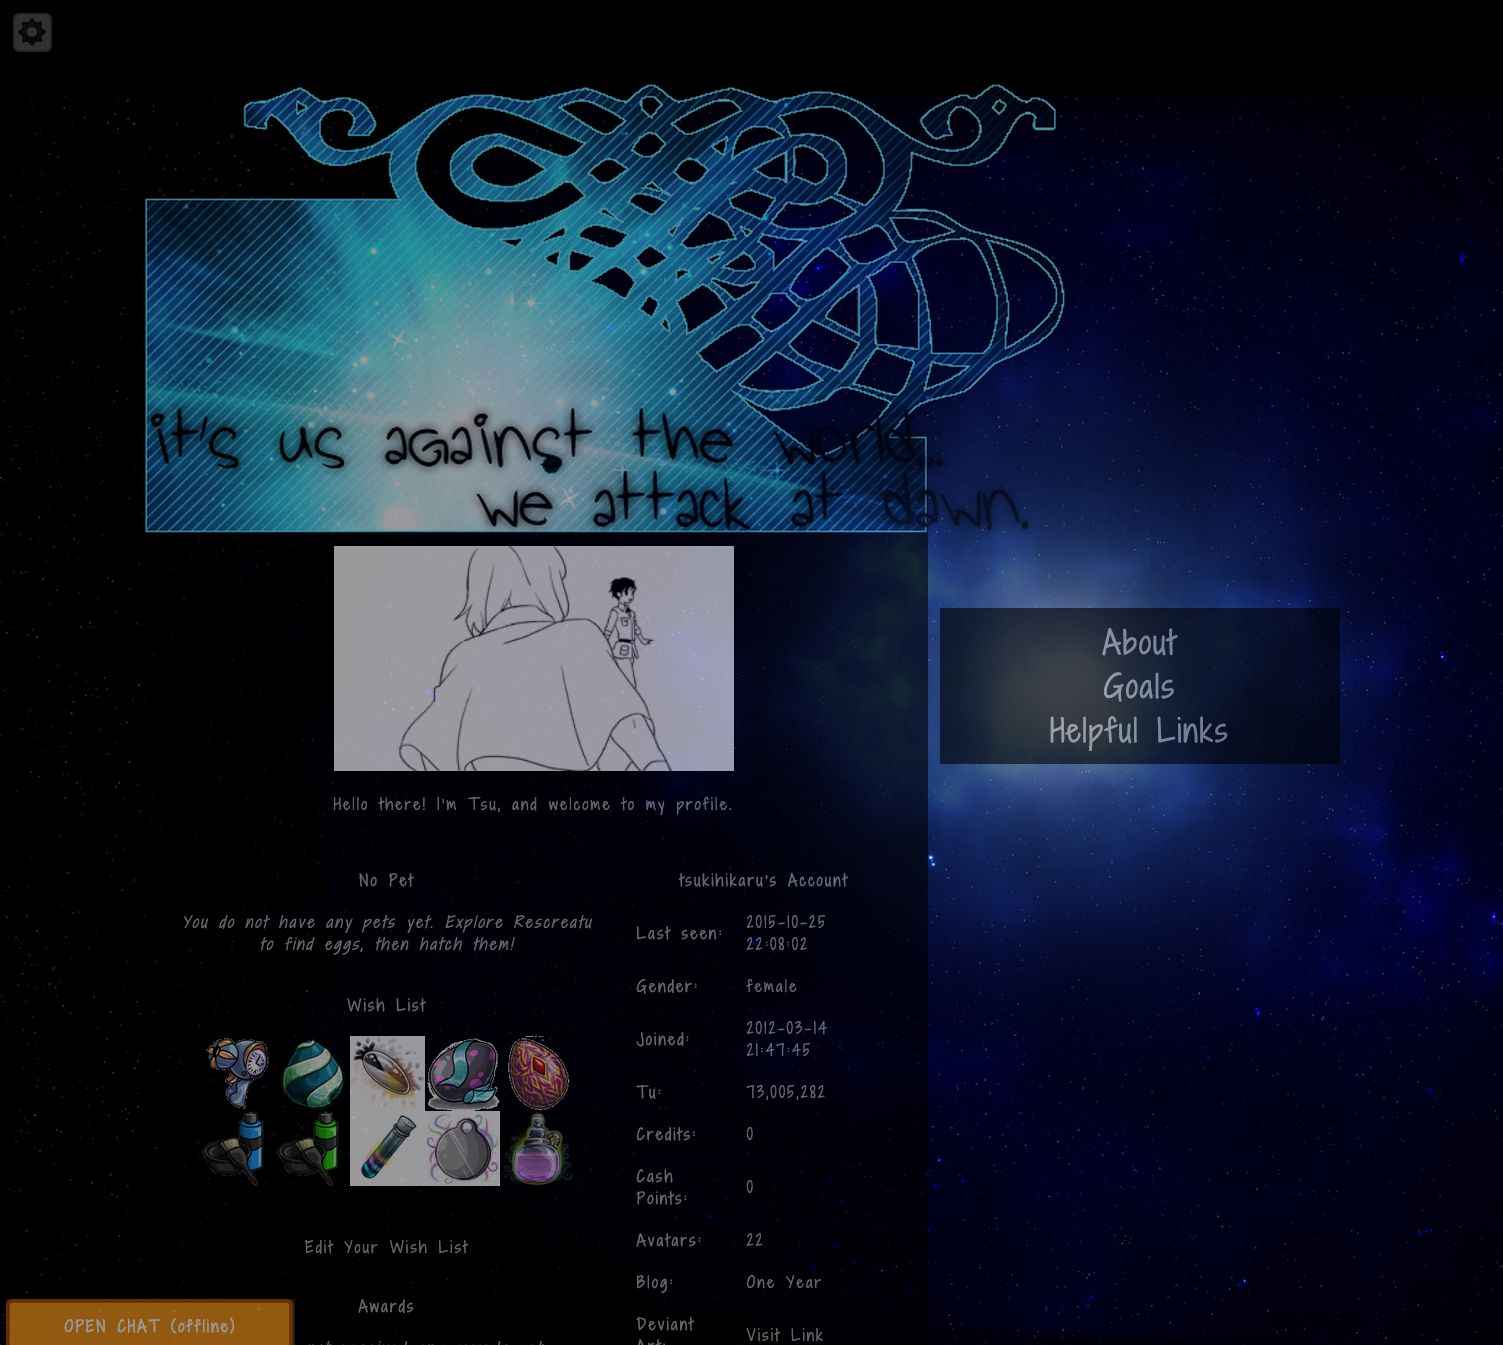 it's us against the world...
we attack at dawn.
About
Goals
Helpful Links
Hello there! I'm Tsu, and welcome to my profile.
No Pet
You do not have any pets yet. Explore Rescreatu
to find eggs, then hatch them!
Wish List
Edit Your Wish List
Awards
tsukihikaru's Account
Last seen: 2015-10-25
22:08:02
Gender: female
Joined: 2012-03-14
21:47:45
Tu: 73,005,282
Credits: 0
Cash
Points: 0
Avatars: 22
Blog: One Year
Deviant
Visit Link
OPEN CHAT (offline)